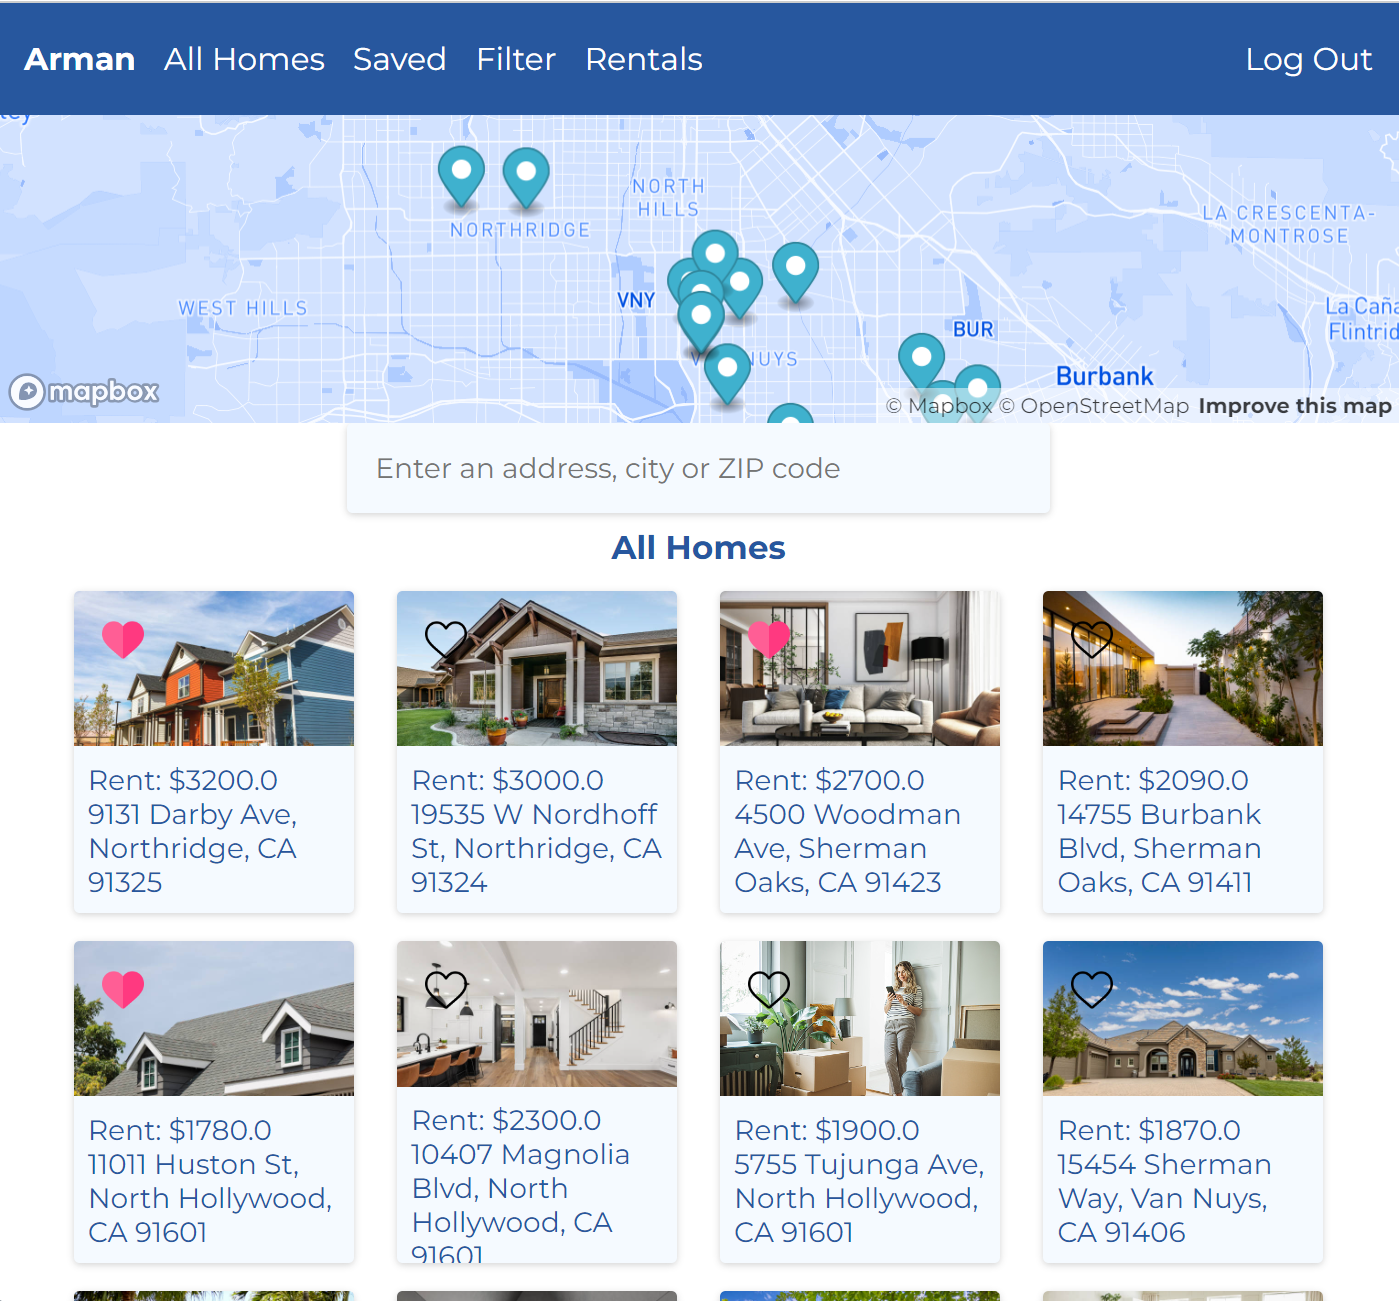 Arman All Homes Saved Filter Rentals Log Out
NORTH
HILLS
NORTHRIDGE
LA CRESCENTA-
MONTROSE
WEST HILLS
VNY
La Caña
Flintrid
BUR
NUYS
Burbank
mapbox
© Mapbox © OpenStreetMap Improve this map
Enter an address, city or ZIP code
All Homes
Rent: $3200.0
9131 Darby Ave,
Northridge, CA
91325
Rent: $3000.0
19535 W Nordhoff
St, Northridge, CA
91324
Rent: $2700.0
4500 Woodman
Ave, Sherman
Oaks, CA 91423
Rent: $2090.0
14755 Burbank
Blvd, Sherman
Oaks, CA 91411
Rent: $1780.0
11011 Huston St,
North Hollywood,
CA 91601
Rent: $2300.0
10407 Magnolia
Blvd, North
Hollywood, CA
91601
Rent: $1900.0
5755 Tujunga Ave,
North Hollywood,
CA 91601
Rent: $1870.0
15454 Sherman
Way, Van Nuys,
CA 91406